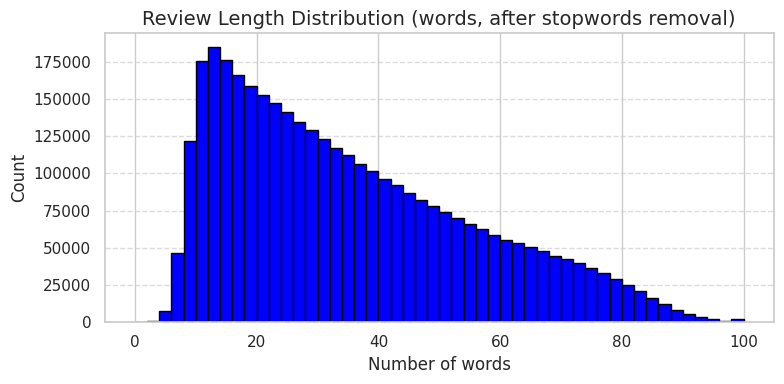 Review Length Distribution (words, after stopwords removal)
175000
150000
125000
100000
75000
50000
25000
0
Count
0 20 40 60 80 100
Number of words